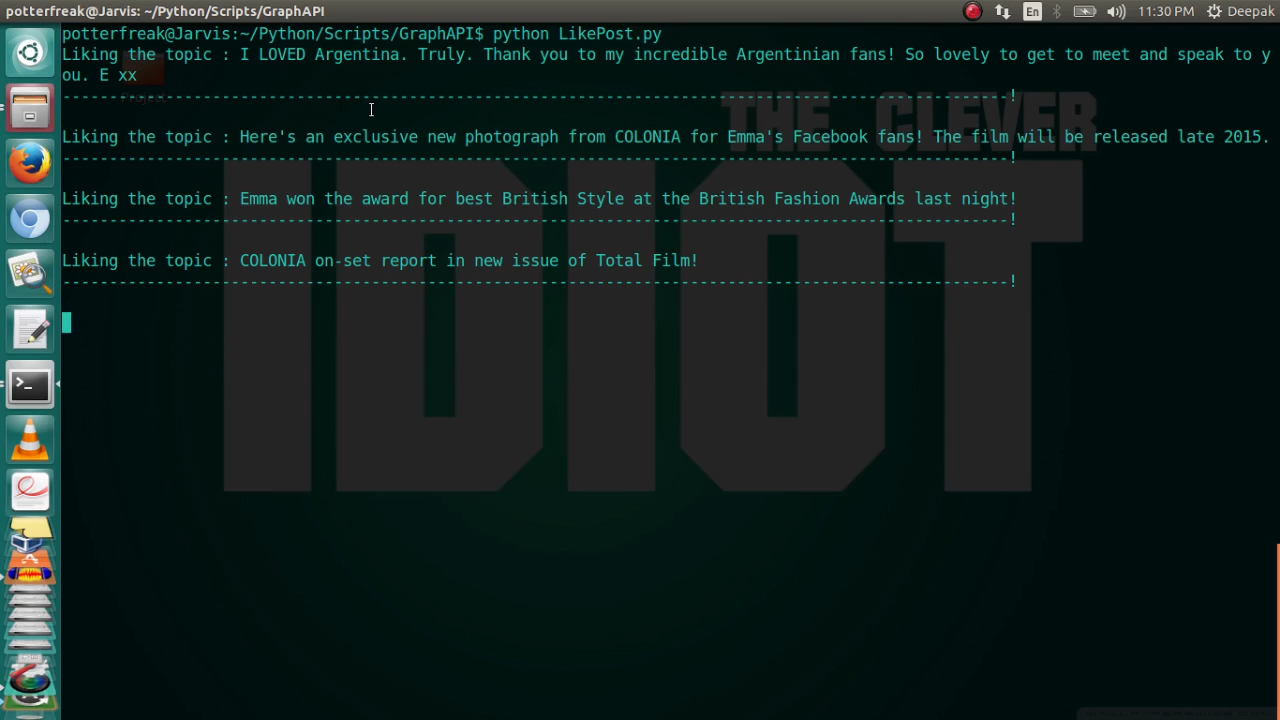 potterfreak@Jarvis: ~/Python/Scripts/GraphAPI
En
11:30 PM
Deepak
potterfreak@Jarvis:~/Python/Scripts/GraphAPI$ python LikePost.py
Liking the topic : I LOVED Argentina. Truly. Thank you to my incredible Argentinian fans! So lovely to get to meet and speak to y
ou. E xx
-----------------------------------------------------------------------------------------------------!
Liking the topic : Here's an exclusive new photograph from COLONIA for Emma's Facebook fans! The film will be released late 2015.
-----------------------------------------------------------------------------------------------------!
Liking the topic : Emma won the award for best British Style at the British Fashion Awards last night!
-----------------------------------------------------------------------------------------------------!
Liking the topic : COLONIA on-set report in new issue of Total Film!
-----------------------------------------------------------------------------------------------------!
THE CLEVER
IDIOT